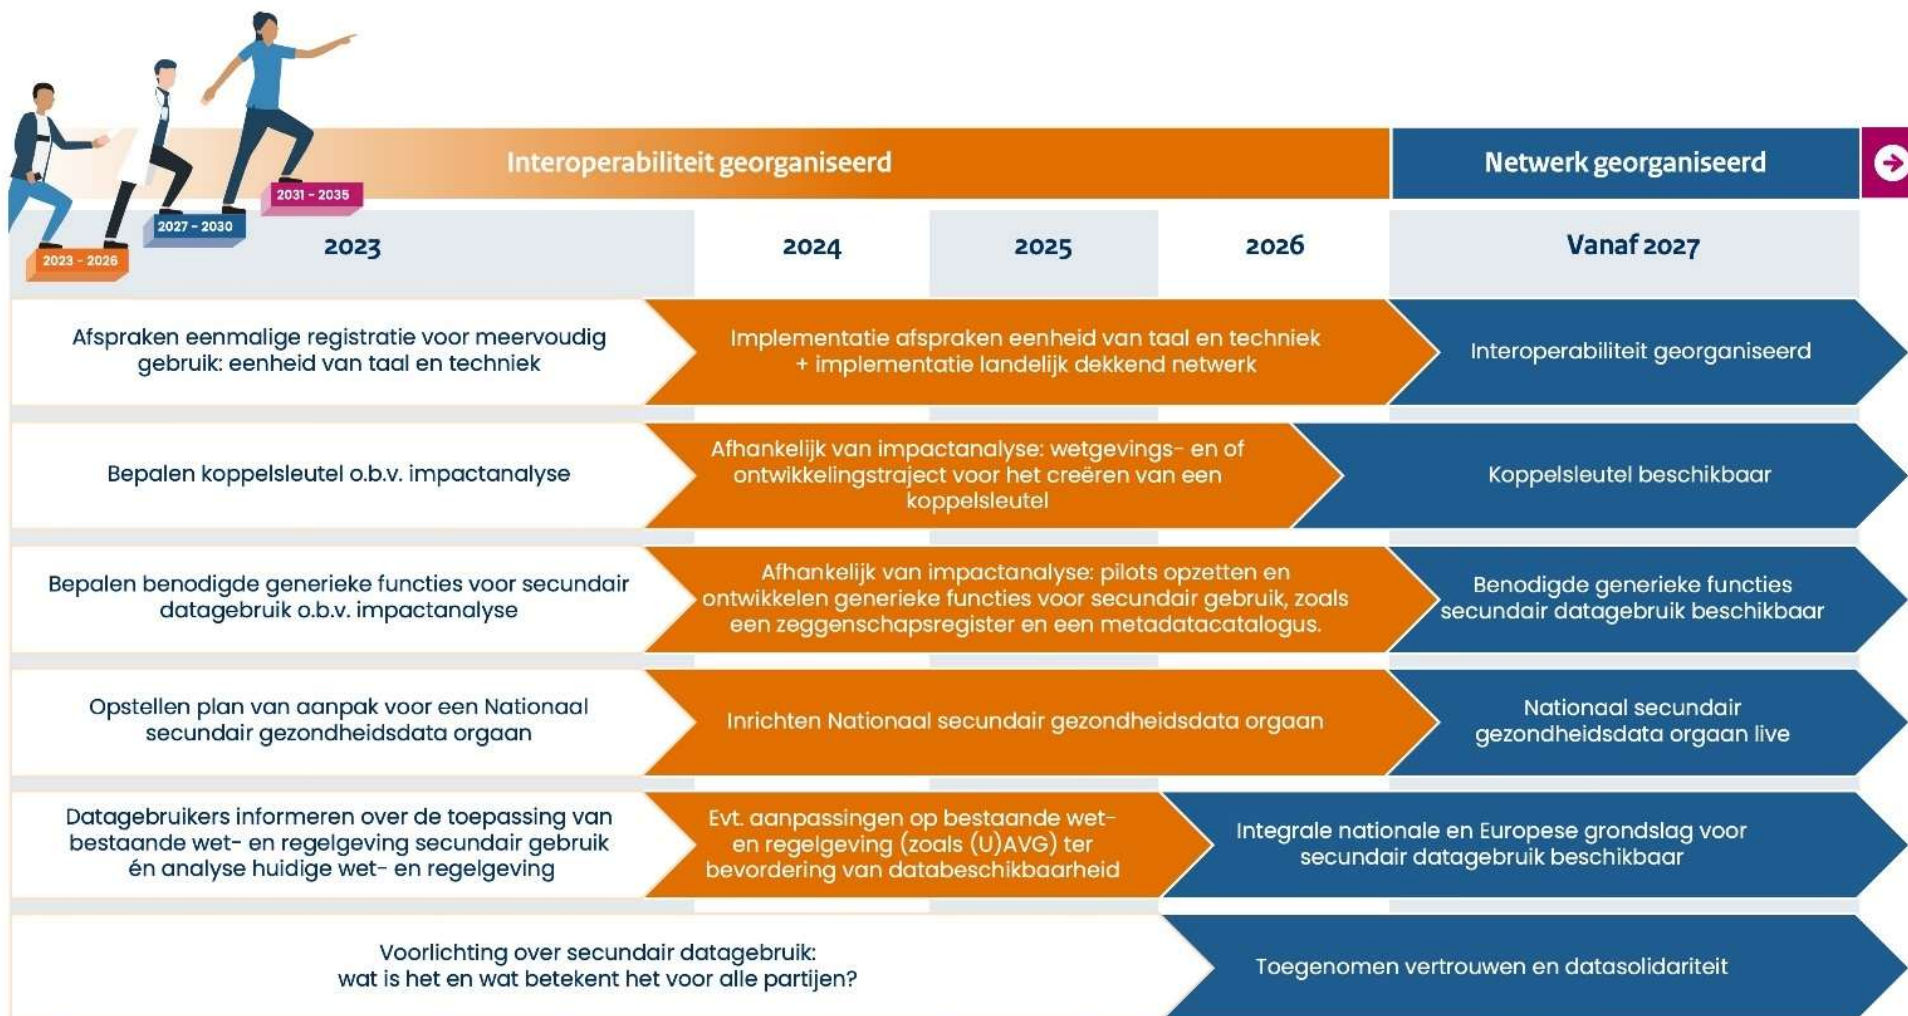 Interoperabiliteit georganiseerd
Netwerk georganiseerd
2031 - 2035
2027 - 2030
2023 - 2026
2023
2024
2025
2026
Vanaf 2027
Afspraken eenmalige registratie voor meervoudig
gebruik: eenheid van taal en techniek
Implementatie afspraken eenheid van taal en techniek
+ implementatie landelijk dekkend netwerk
Interoperabiliteit georganiseerd
Bepalen koppelsleutel o.b.v. impactanalyse
Afhankelijk van impactanalyse: wetgevings- en of
ontwikkelingstraject voor het creëren van een
koppelsleutel
Koppelsleutel beschikbaar
Bepalen benodigde generieke functies voor secundair
datagebruik o.b.v. impactanalyse
Afhankelijk van impactanalyse: pilots opzetten en
ontwikkelen generieke functies voor secundair gebruik, zoals
een zeggenschapsregister en een metadatacatalogus.
Benodigde generieke functies
secundair datagebruik beschikbaar
Opstellen plan van aanpak voor een Nationaal
secundair gezondheidsdata orgaan
Inrichten Nationaal secundair gezondheidsdata orgaan
Nationaal secundair
gezondheidsdata orgaan live
Datagebruikers informeren over de toepassing van
bestaande wet- en regelgeving secundair gebruik
én analyse huidige wet- en regelgeving
Evt. aanpassingen op bestaande wet-
en regelgeving (zoals (U)AVG) ter
bevordering van databeschikbaarheid
Integrale nationale en Europese grondslag voor
secundair datagebruik beschikbaar
Voorlichting over secundair datagebruik:
wat is het en wat betekent het voor alle partijen?
Toegenomen vertrouwen en datasolidariteit